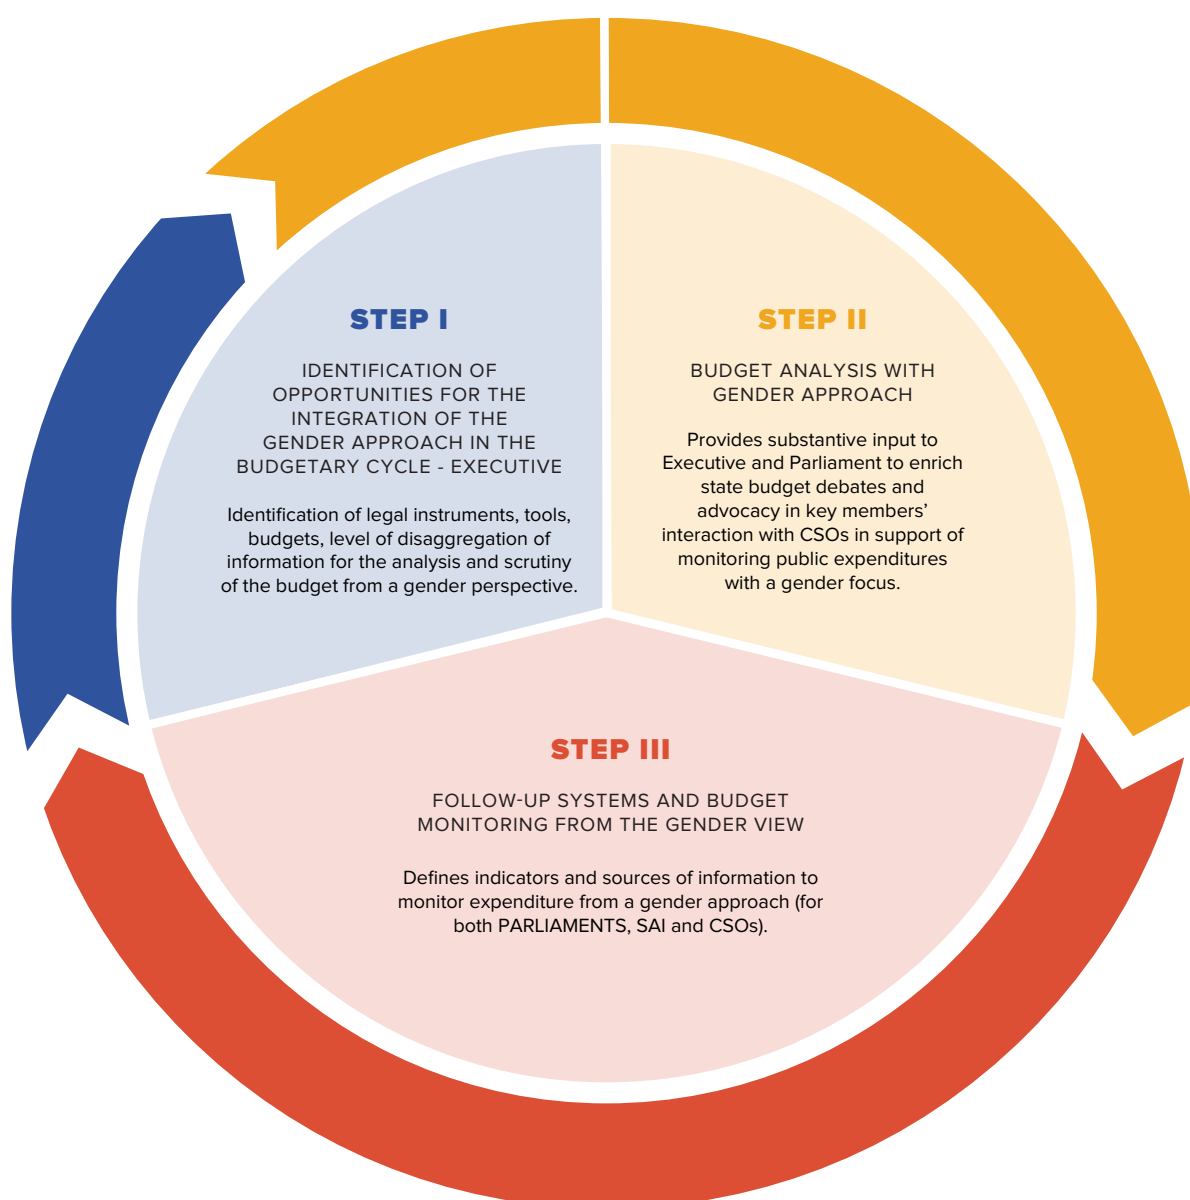 STEP I
IDENTIFICATION OF
OPPORTUNITIES FOR THE
INTEGRATION OF THE
GENDER APPROACH IN THE
BUDGETARY CYCLE - EXECUTIVE
Identification of legal instruments, tools,
budgets, level of disaggregation of
information for the analysis and scrutiny
of the budget from a gender perspective.
STEP II
BUDGET ANALYSIS WITH
GENDER APPROACH
Provides substantive input to
Executive and Parliament to enrich
state budget debates and
advocacy in key members’
interaction with CSOs in support of
monitoring public expenditures
with a gender focus.
STEP III
FOLLOW-UP SYSTEMS AND BUDGET
MONITORING FROM THE GENDER VIEW
Defines indicators and sources of information to
monitor expenditure from a gender approach (for
both PARLIAMENTS, SAI and CSOs).